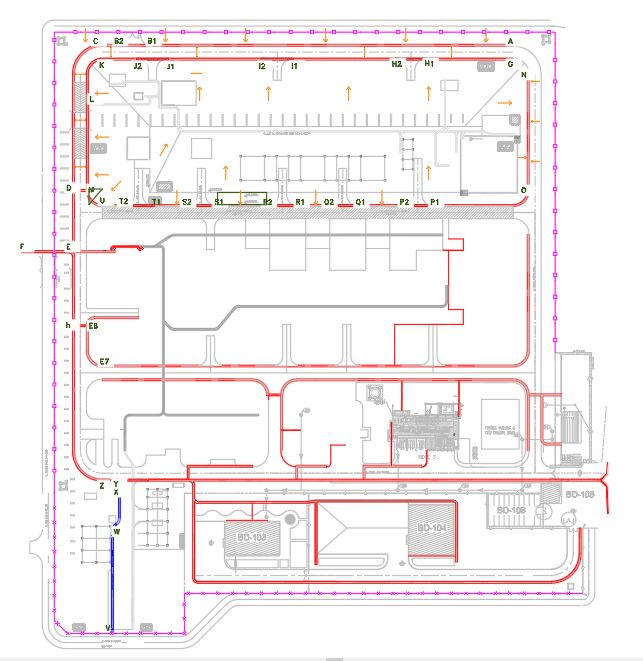 C B2 B1 A
K J2 J1 I2 I1 H2 H1 G
N
L
D M O
V T2 T1 S2 S1 R2 R1 Q2 Q1 P2 P1
F E
h E8
E7
Z Y
X
BD-105
BD-106
BD-104
W
BD-103
V